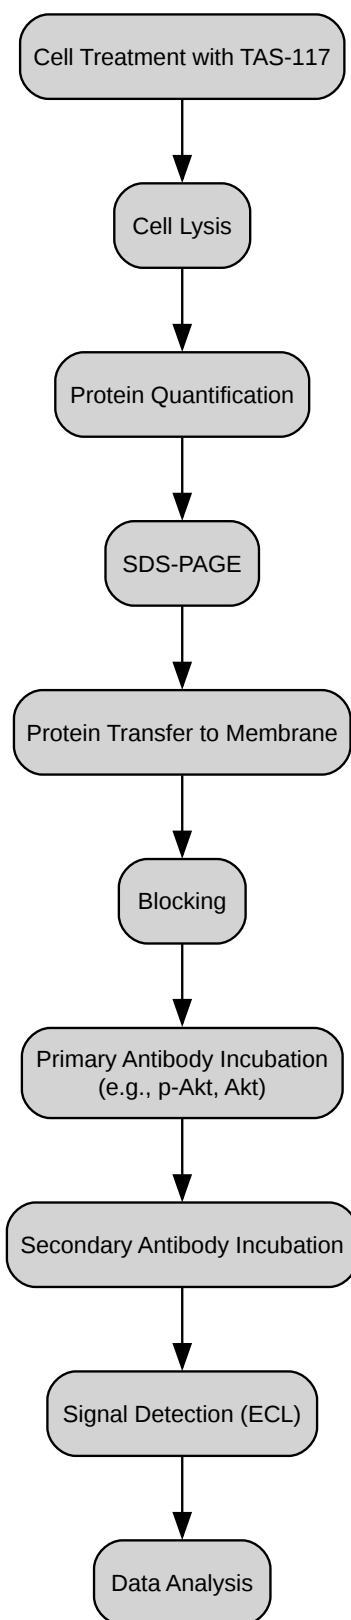 Cell Treatment with TAS-117
Cell Lysis
Protein Quantification
SDS-PAGE
Protein Transfer to Membrane
Blocking
Primary Antibody Incubation
(e.g., p-Akt, Akt)
Secondary Antibody Incubation
Signal Detection (ECL)
Data Analysis